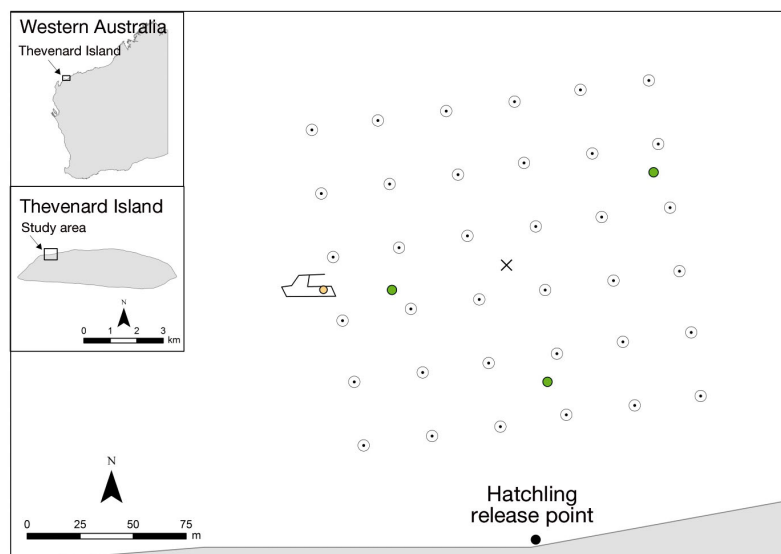 Western Australia
Thevenard Island
Thevenard Island
Study area
N
0 1 2 3
km
N
0 25 50 75
m
Hatchling
release point